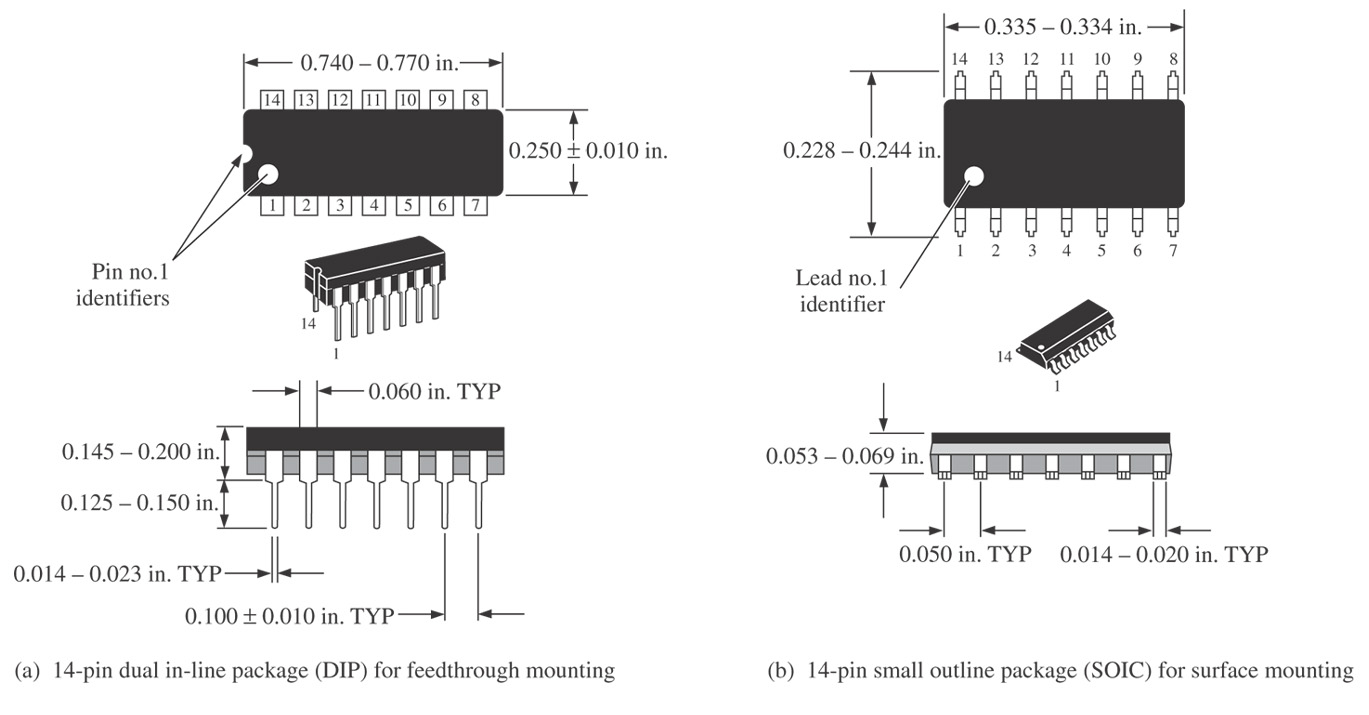 0.740 – 0.770 in.
14 13 12 11 10 9 8
0.250 ± 0.010 in.
1 2 3 4 5 6 7
Pin no.1
identifiers
14
1
0.060 in. TYP
0.145 – 0.200 in.
0.125 – 0.150 in.
0.014 – 0.023 in. TYP
0.100 ± 0.010 in. TYP
(a) 14-pin dual in-line package (DIP) for feedthrough mounting
0.335 – 0.334 in.
14 13 12 11 10 9 8
0.228 – 0.244 in.
1 2 3 4 5 6 7
Lead no.1
identifier
14
1
0.053 – 0.069 in.
0.050 in. TYP
0.014 – 0.020 in. TYP
(b) 14-pin small outline package (SOIC) for surface mounting